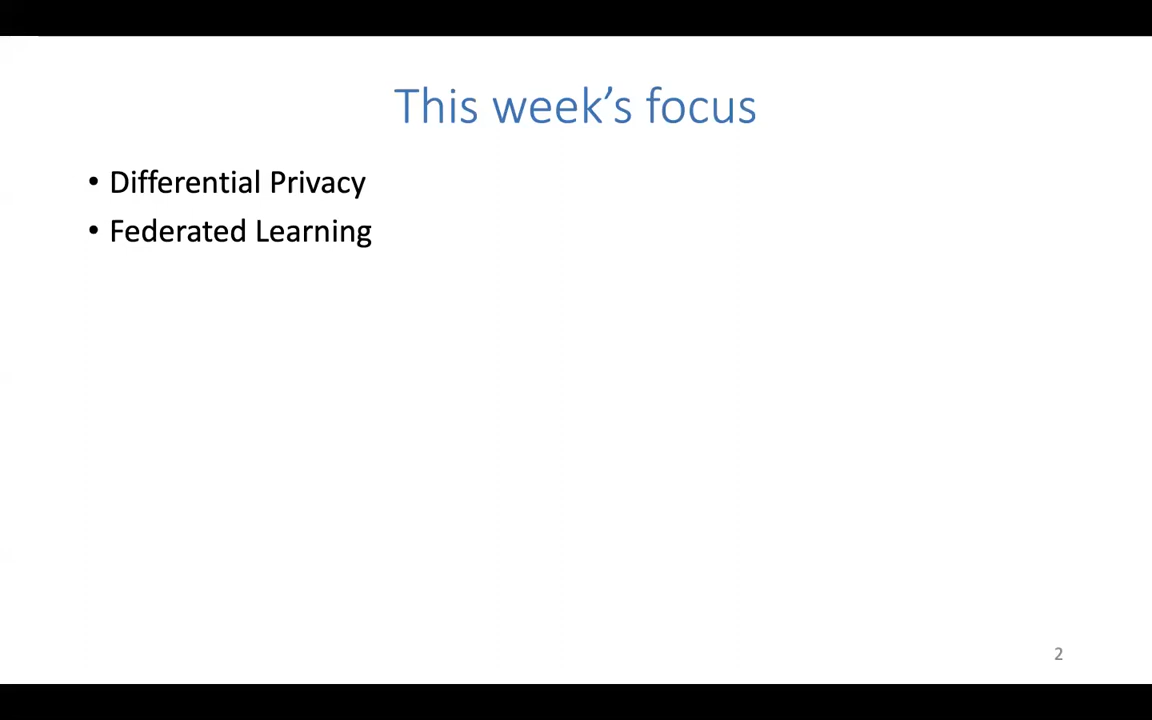 This week's focus
• Differential Privacy
• Federated Learning
2